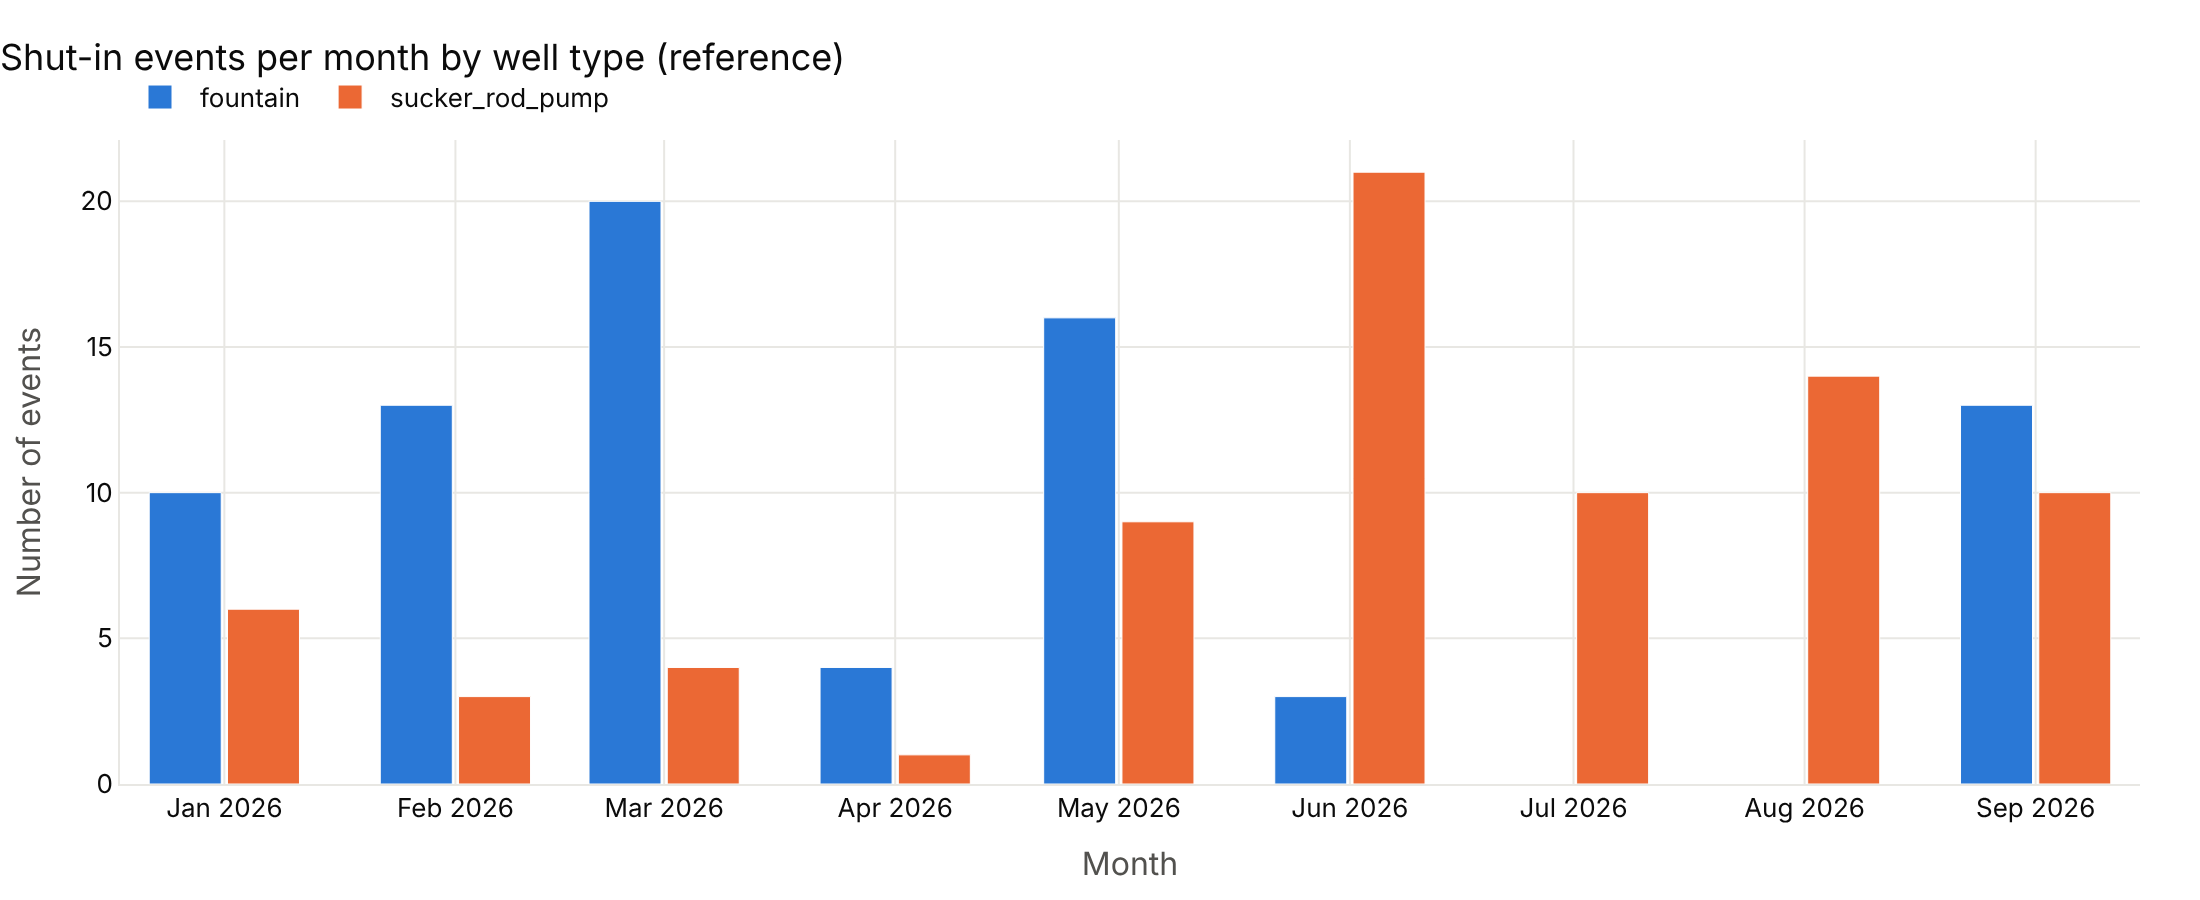 Shut-in events per month by well type (reference)
fountain sucker_rod_pump
Number of events
20
15
10
5
0
Jan 2026 Feb 2026 Mar 2026 Apr 2026 May 2026 Jun 2026 Jul 2026 Aug 2026 Sep 2026
Month